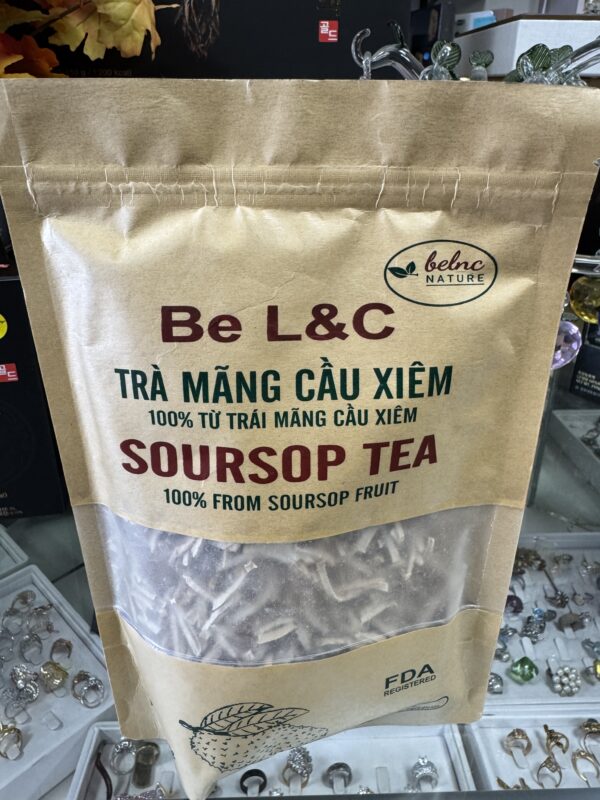 belnc
NATURE
Be L&C
TRÀ MÃNG CẦU XIÊM
100% TỪ TRÁI MÃNG CẦU XIÊM
SOURSOP TEA
100% FROM SOURSOP FRUIT
FDA
REGISTERED